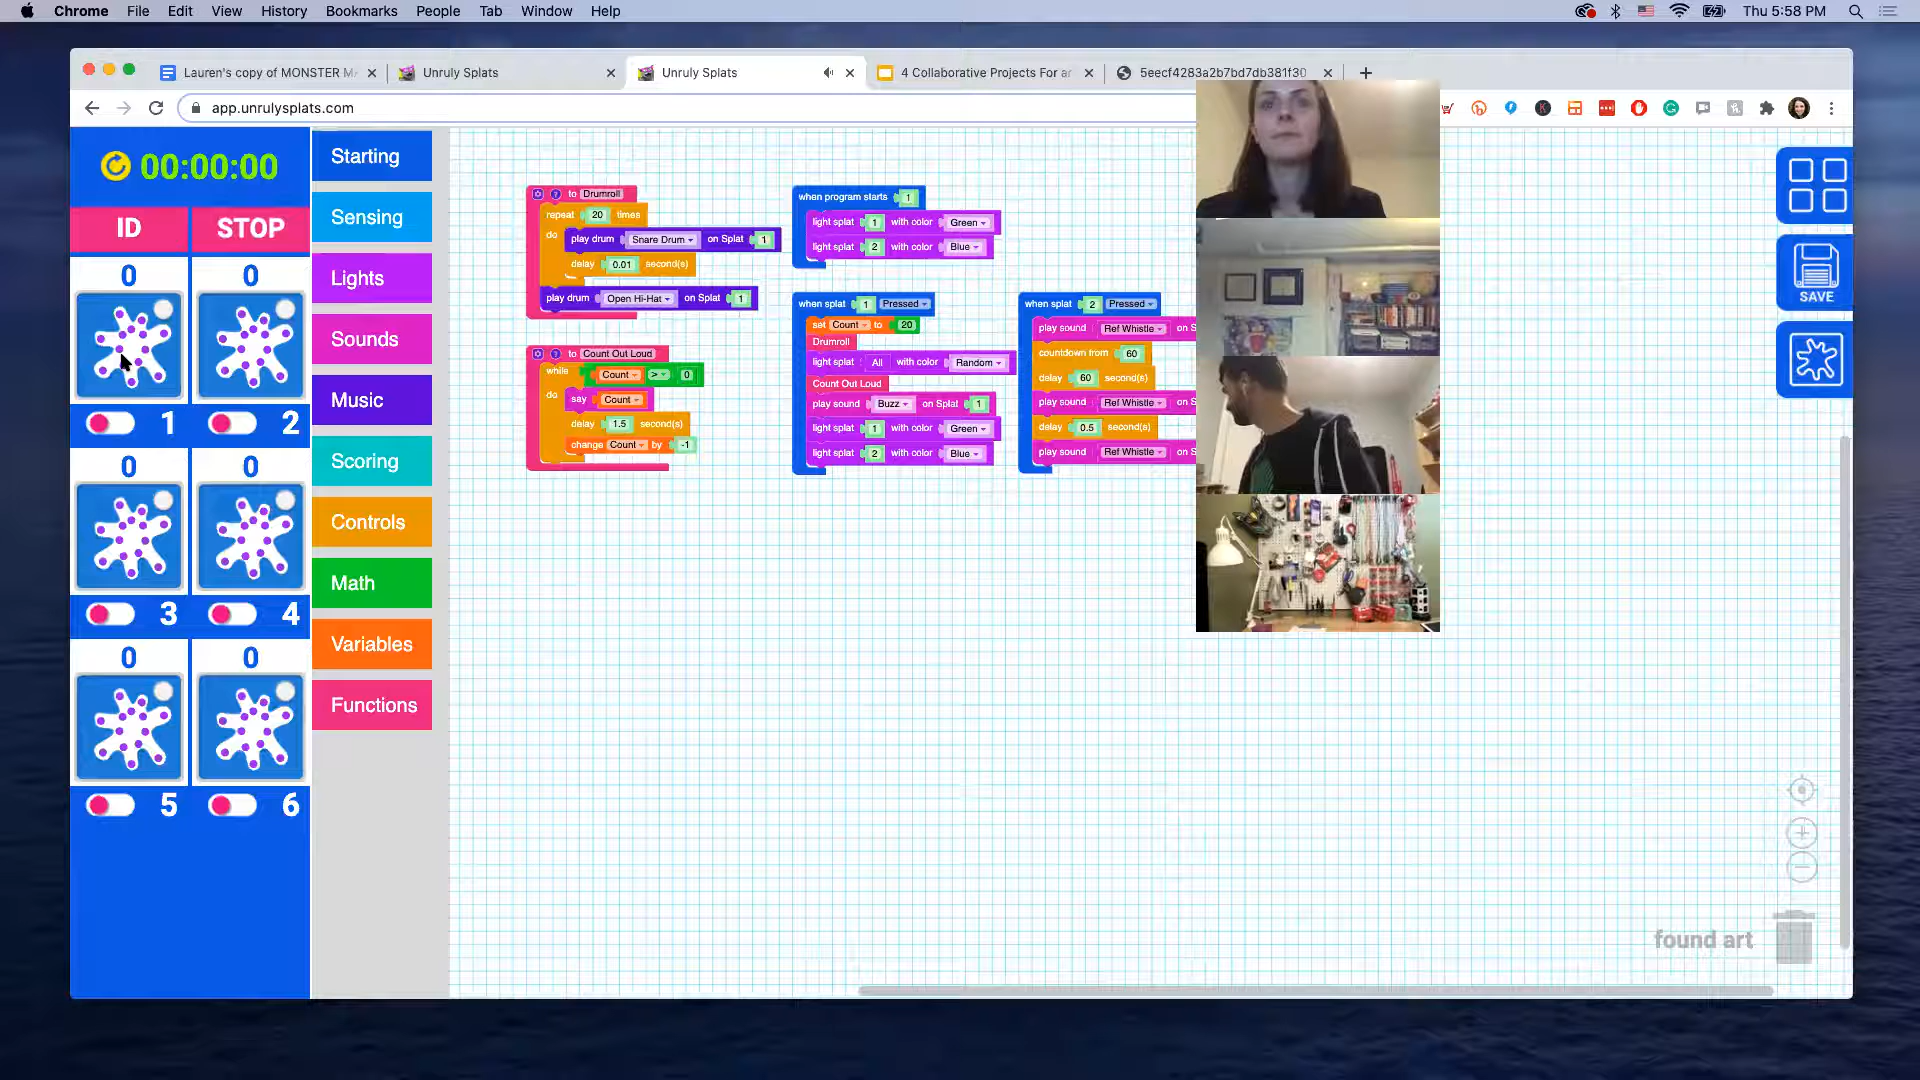 Chrome File Edit View History Bookmarks People Tab Window Help Thu 5:58 PM
Lauren's copy of MONSTER M
Unruly Splats
Unruly Splats
4 Collaborative Projects For ar
5eecf4283a2b7bd7db381f30
app.unrulysplats.com
00:00:00
ID STOP
0 0
1 2
0 0
3 4
0 0
5 6
Starting
Sensing
Lights
Sounds
Music
Scoring
Controls
Math
Variables
Functions
to Drumroll
repeat 20 times
do play drum Snare Drum on Splat 1
delay 0.01 second(s)
play drum Open Hi-Hat on Splat 1
to Count Out Loud
while Count > 0
do say Count
delay 1.5 second(s)
change Count by -1
when program starts 1
light splat 1 with color Green
light splat 2 with color Blue
when splat 1 Pressed
set Count to 20
Drumroll
light splat All with color Random
Count Out Loud
play sound Buzz on Splat 1
light splat 1 with color Green
light splat 2 with color Blue
when splat 2 Pressed
play sound Ref Whistle on S
countdown from 60
delay 60 second(s)
play sound Ref Whistle on S
delay 0.5 second(s)
play sound Ref Whistle on S
SAVE
found art